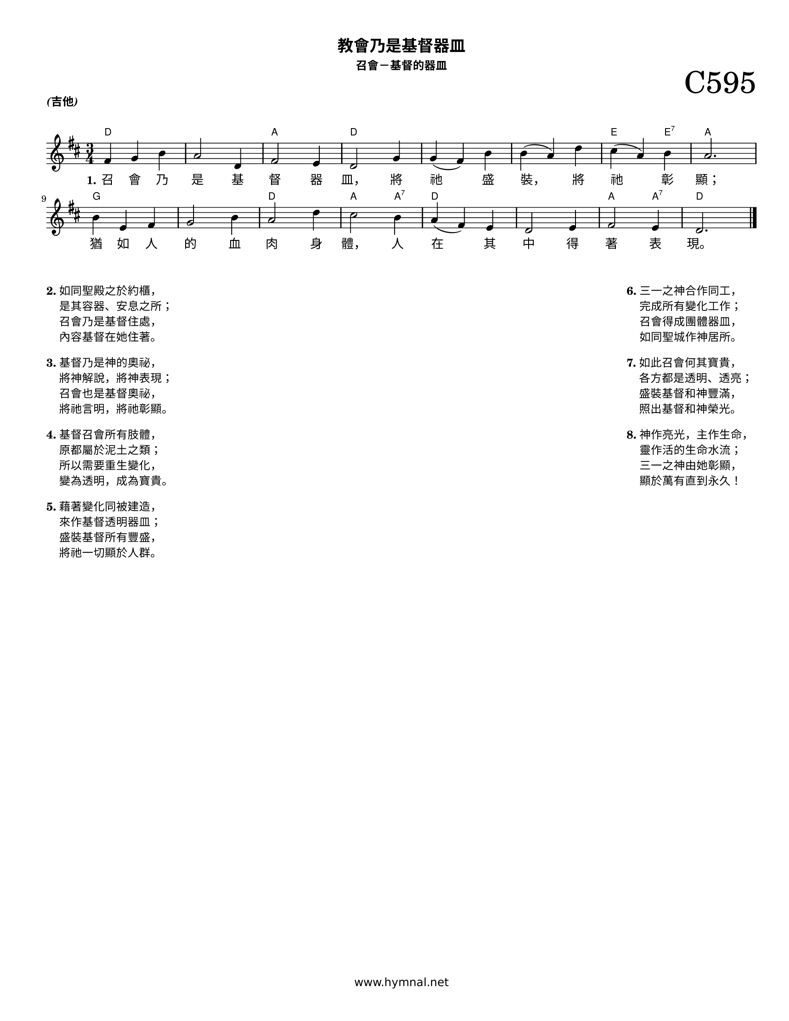 教會乃是基督器皿
召會－基督的器皿
C595
(吉他)
D A D E E7 A
1. 召 會 乃 是 基 督 器 皿， 將 祂 盛 裝， 將 祂 彰 顯；
9
G D A A7 D A A7 D
猶 如 人 的 血 肉 身 體， 人 在 其 中 得 著 表 現。
2. 如同聖殿之於約櫃，
是其容器、安息之所；
召會乃是基督住處，
內容基督在她住著。
3. 基督乃是神的奧祕，
將神解說，將神表現；
召會也是基督奧祕，
將祂言明，將祂彰顯。
4. 基督召會所有肢體，
原都屬於泥土之類；
所以需要重生變化，
變為透明，成為寶貴。
5. 藉著變化同被建造，
來作基督透明器皿；
盛裝基督所有豐盛，
將祂一切顯於人群。
6. 三一之神合作同工，
完成所有變化工作；
召會得成團體器皿，
如同聖城作神居所。
7. 如此召會何其寶貴，
各方都是透明、透亮；
盛裝基督和神豐滿，
照出基督和神榮光。
8. 神作亮光，主作生命，
靈作活的生命水流；
三一之神由她彰顯，
顯於萬有直到永久！
www.hymnal.net